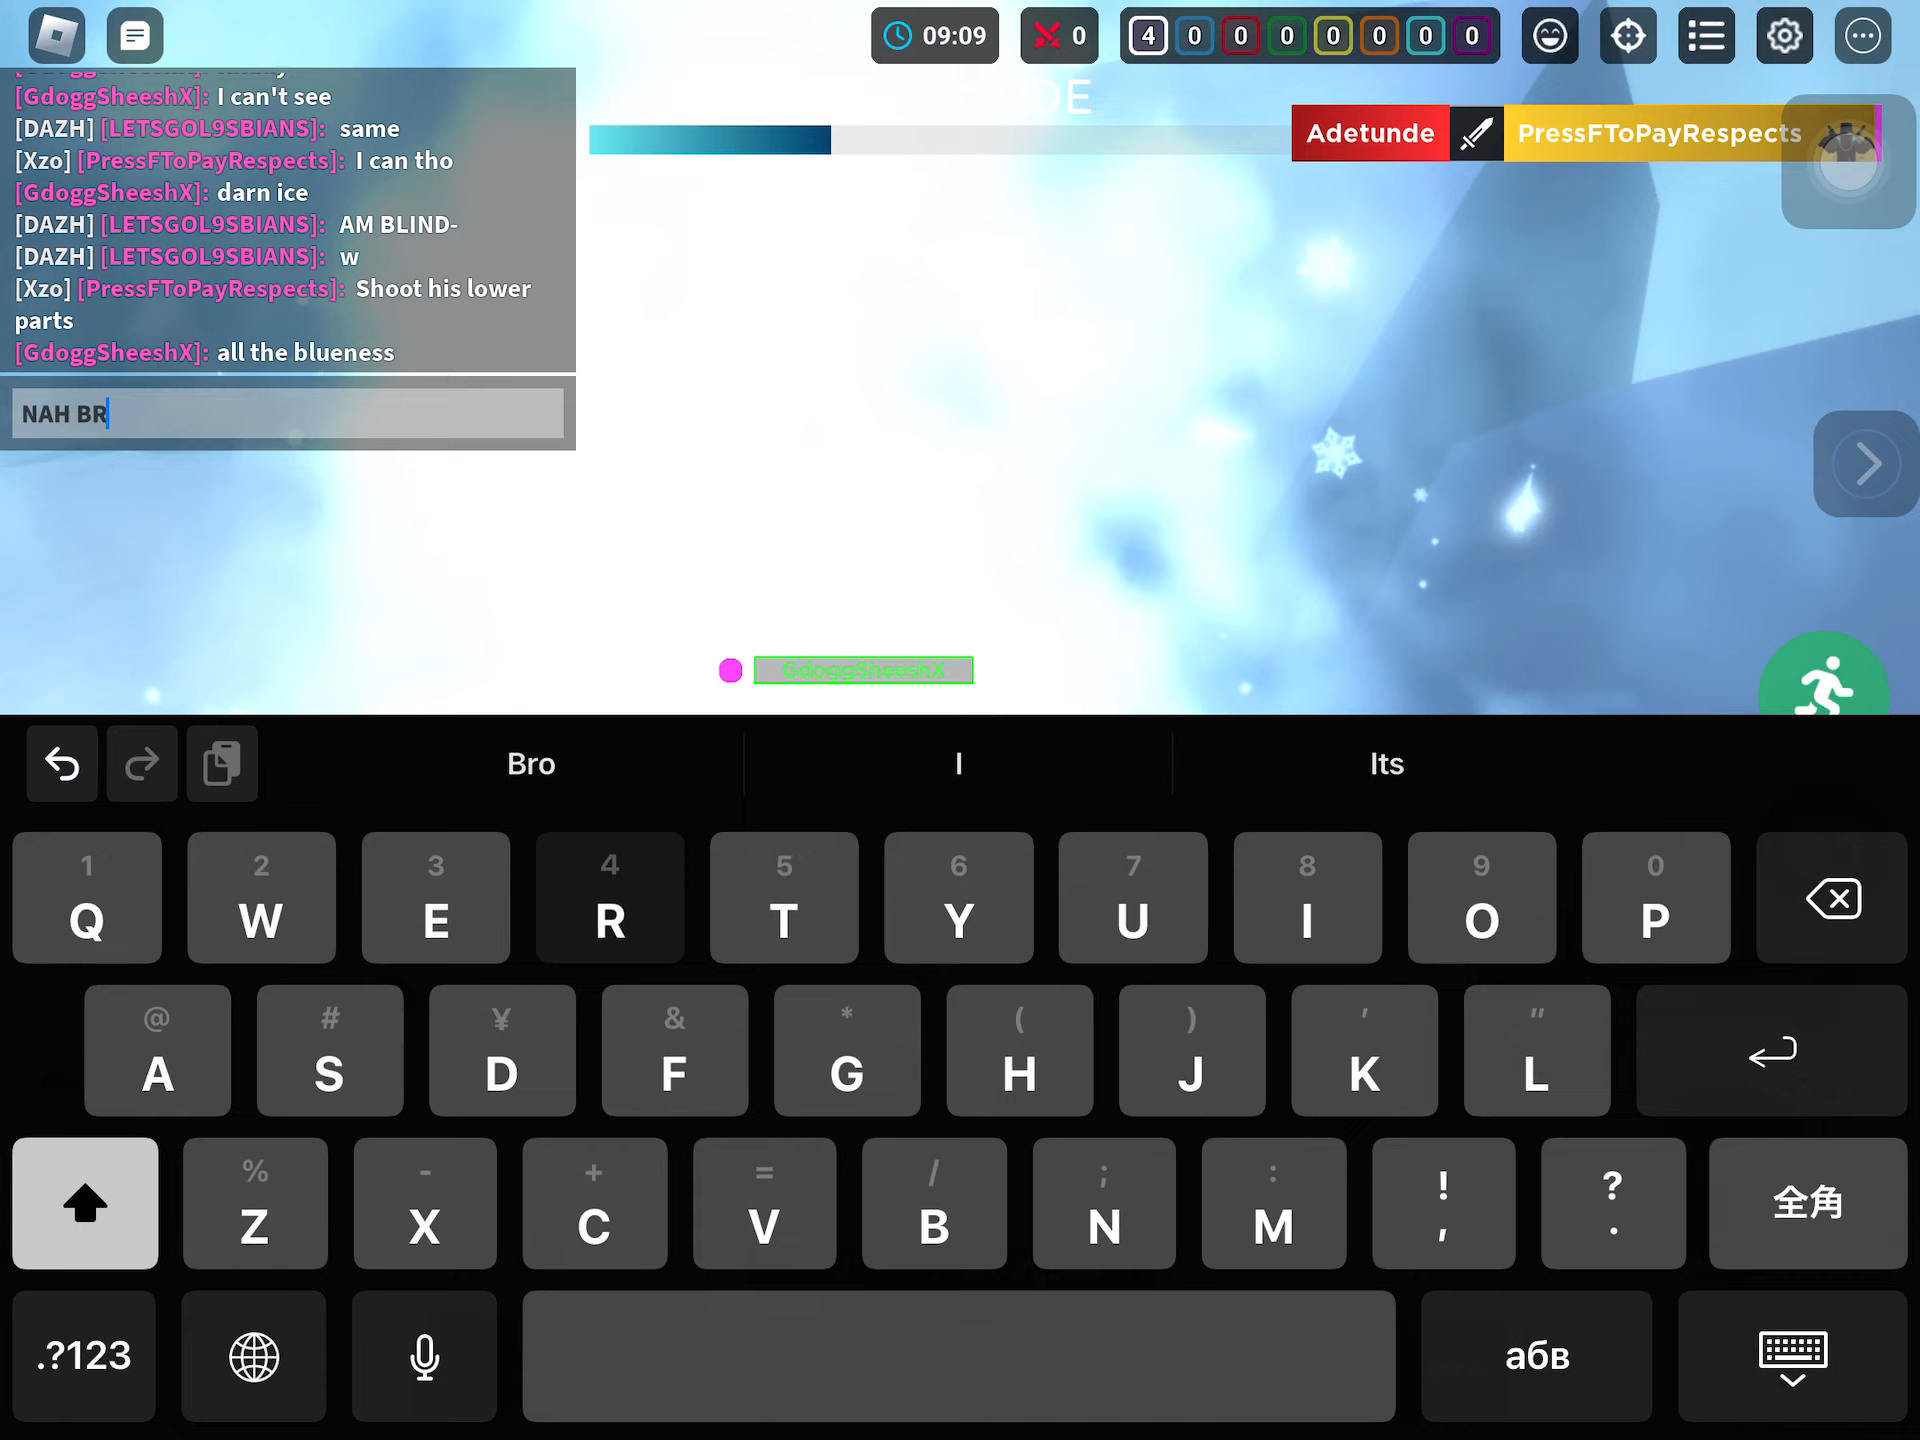 09:09 0 4 0 0 0 0 0 0 0
DE
Adetunde PressFToPayRespects
[GdoggSheeshX]: I can't see
[DAZH] [LETSGOL9SBIANS]: same
[Xzo] [PressFToPayRespects]: I can tho
[GdoggSheeshX]: darn ice
[DAZH] [LETSGOL9SBIANS]: AM BLIND-
[DAZH] [LETSGOL9SBIANS]: w
[Xzo] [PressFToPayRespects]: Shoot his lower
parts
[GdoggSheeshX]: all the blueness
NAH BR
GdoggSheeshX
Bro I Its
1 2 3 4 5 6 7 8 9 0
Q W E R T Y U I O P
@ # ¥ & * ( ) ' "
A S D F G H J K L
% - + = / ; : ! ?
Z X C V B N M , . 全角
.?123 абв